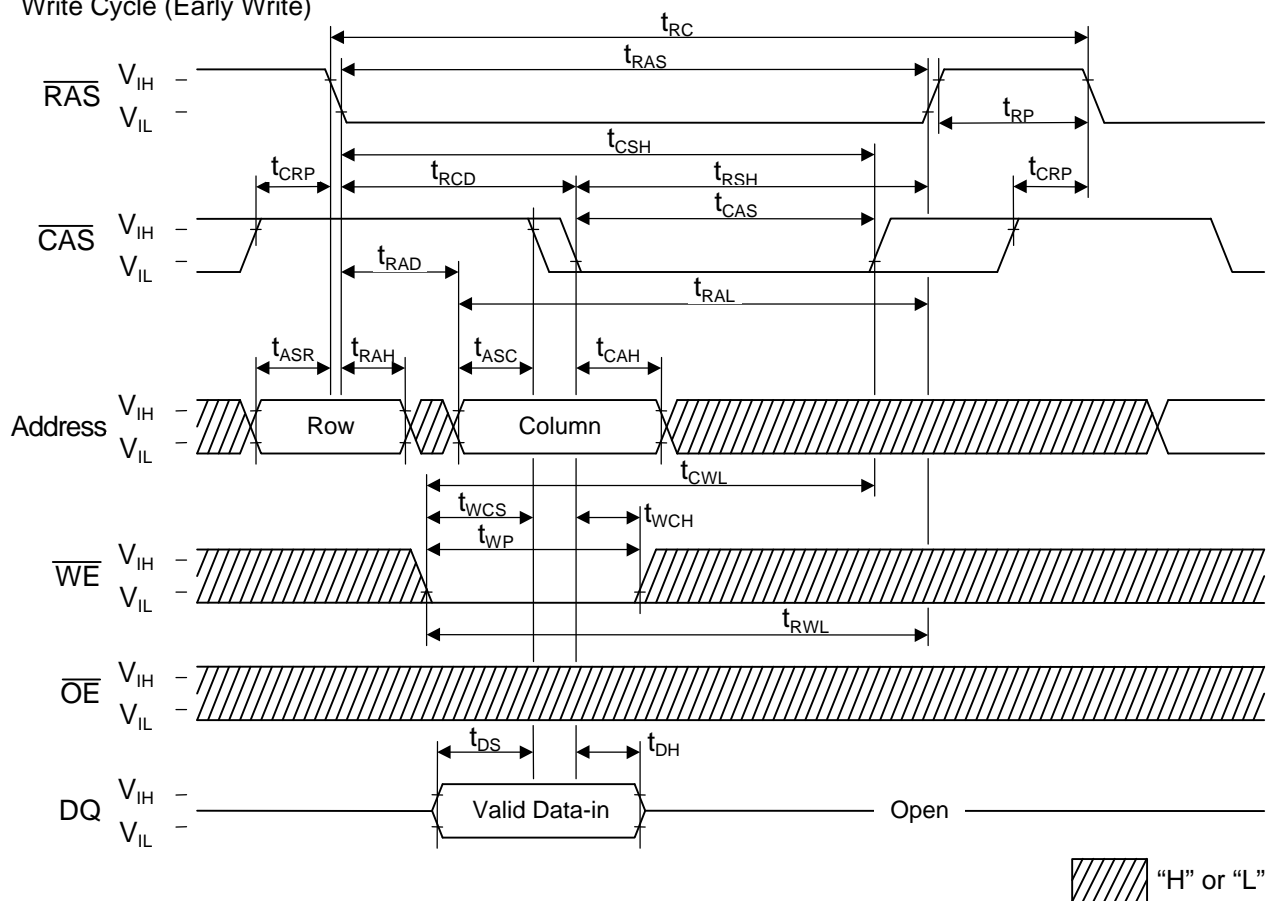 Write Cycle (Early Write)
tRC
tRAS
RAS
VIH
VIL
tRP
tCSH
tCRP
tRCD
tRSH
tCRP
tCAS
CAS
VIH
VIL
tRAD
tRAL
tASR
tRAH
tASC
tCAH
Address
VIH
VIL
Row
Column
tCWL
tWCS
tWCH
tWP
WE
VIH
VIL
tRWL
OE
VIH
VIL
tDS
tDH
DQ
VIH
VIL
Valid Data-in
Open
“H” or “L”